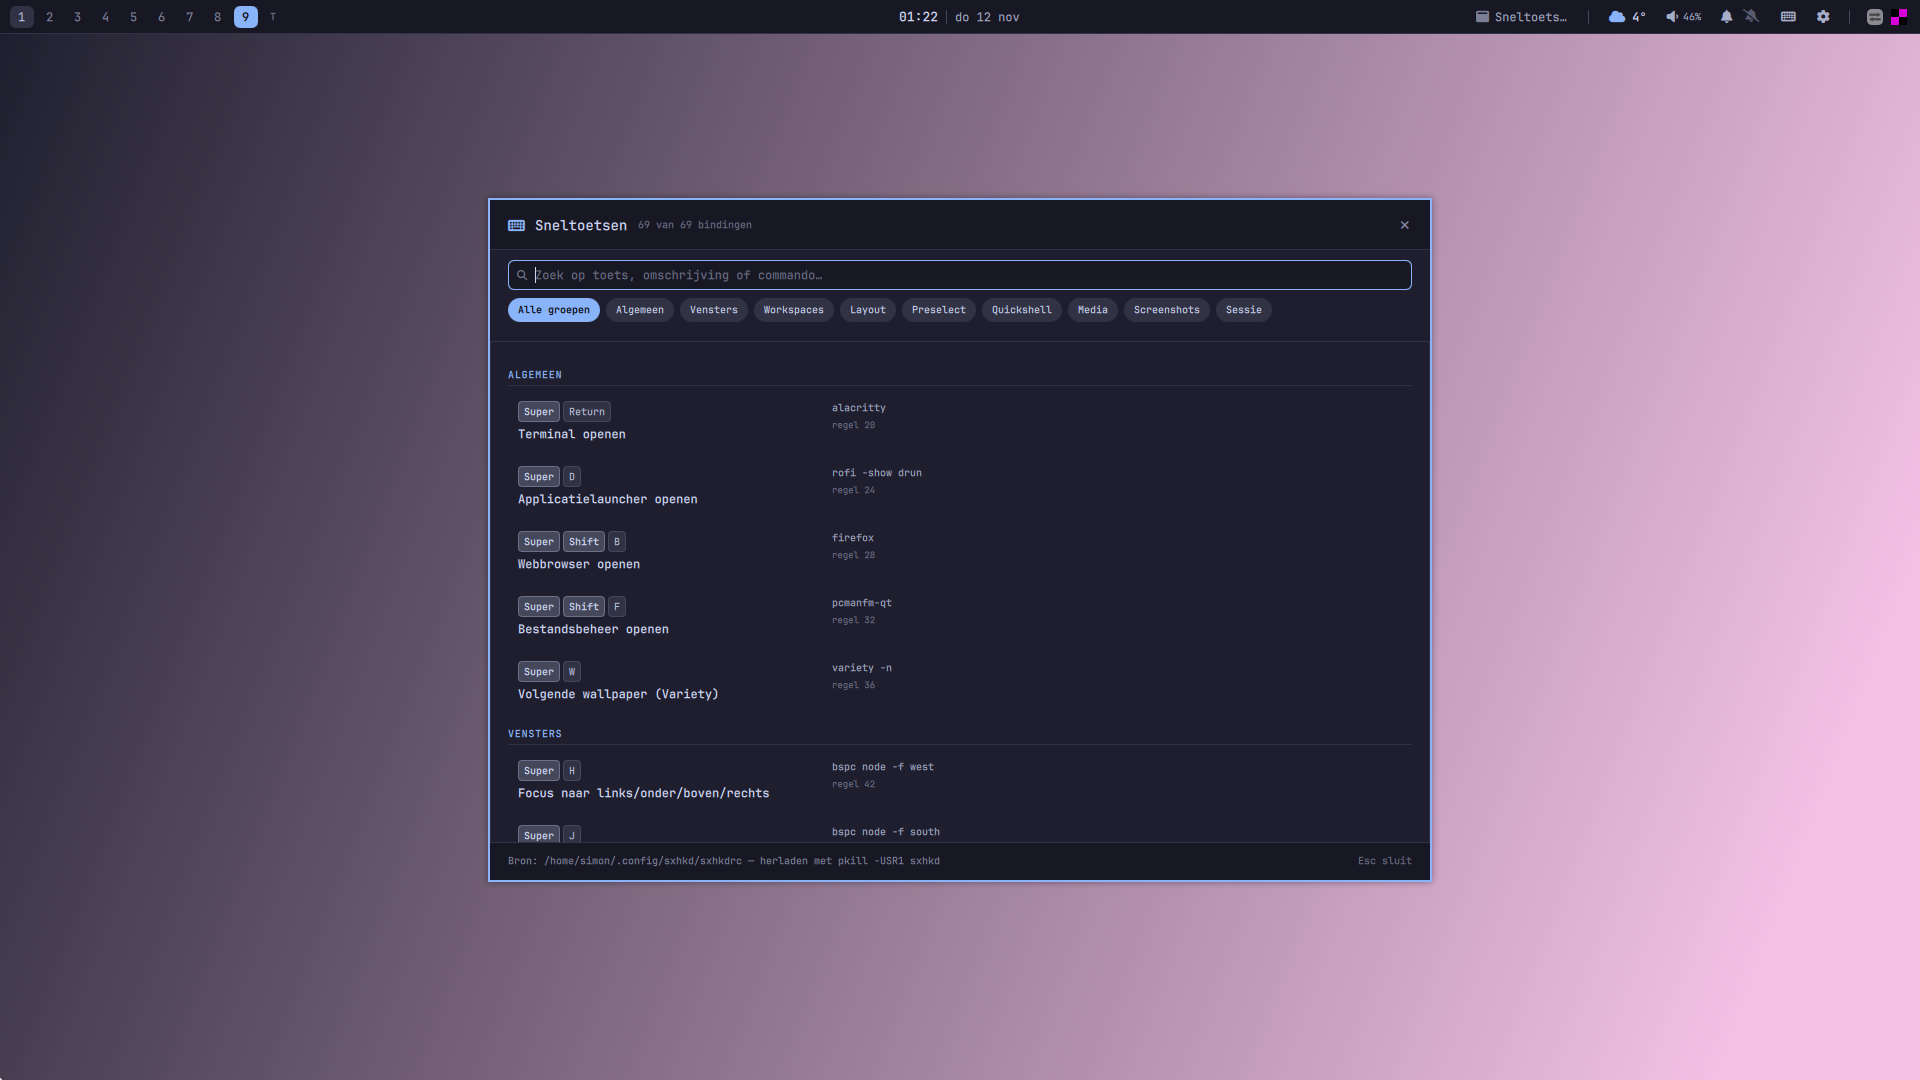 1 2 3 4 5 6 7 8 9 T
01:22 do 12 nov
Sneltoets… 4° 46%
Sneltoetsen 69 van 69 bindingen
Zoek op toets, omschrijving of commando…
Alle groepen Algemeen Vensters Workspaces Layout Preselect Quickshell Media Screenshots Sessie
ALGEMEEN
Super Return
Terminal openen
alacritty
regel 20
Super D
Applicatielauncher openen
rofi -show drun
regel 24
Super Shift B
Webbrowser openen
firefox
regel 28
Super Shift F
Bestandsbeheer openen
pcmanfm-qt
regel 32
Super W
Volgende wallpaper (Variety)
variety -n
regel 36
VENSTERS
Super H
Focus naar links/onder/boven/rechts
bspc node -f west
regel 42
Super J
bspc node -f south
Bron: /home/simon/.config/sxhkd/sxhkdrc — herladen met pkill -USR1 sxhkd
Esc sluit